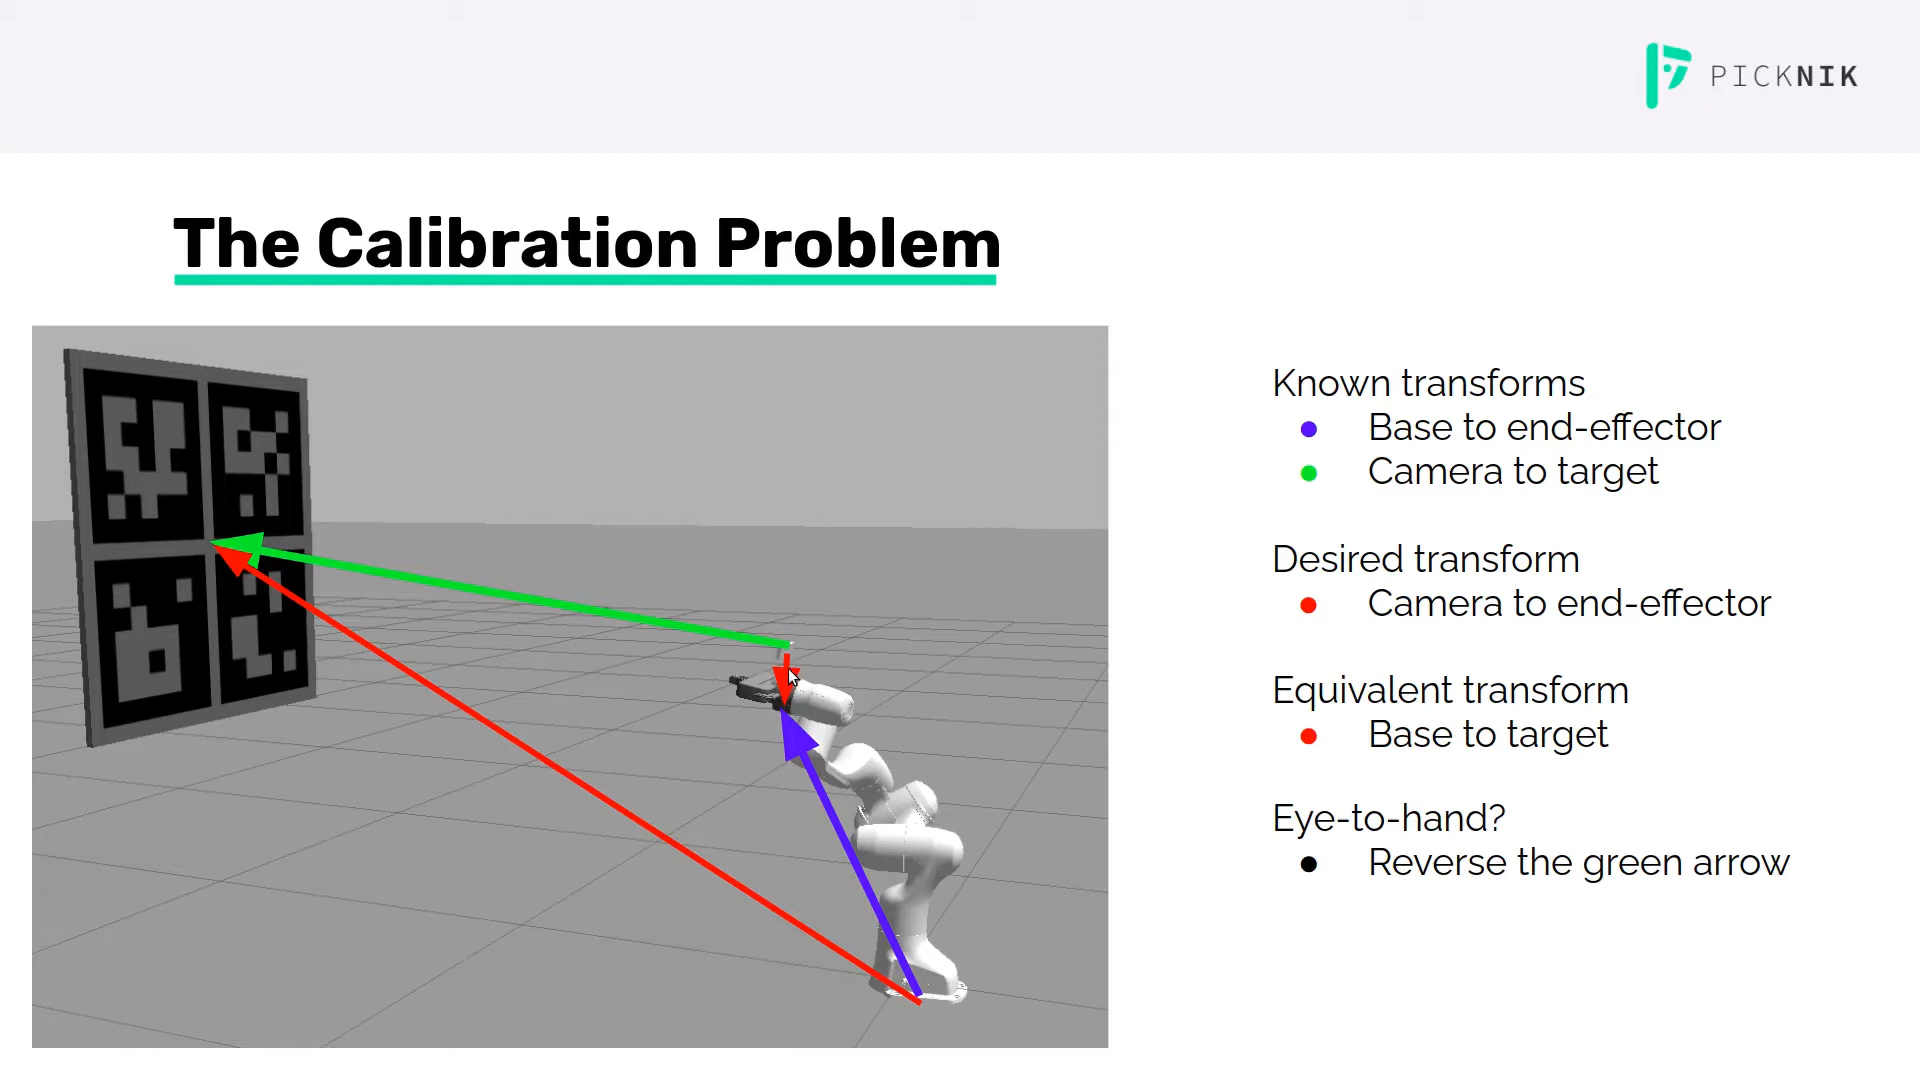 PICKNIK
The Calibration Problem
Known transforms
● Base to end-effector
● Camera to target
Desired transform
● Camera to end-effector
Equivalent transform
● Base to target
Eye-to-hand?
● Reverse the green arrow